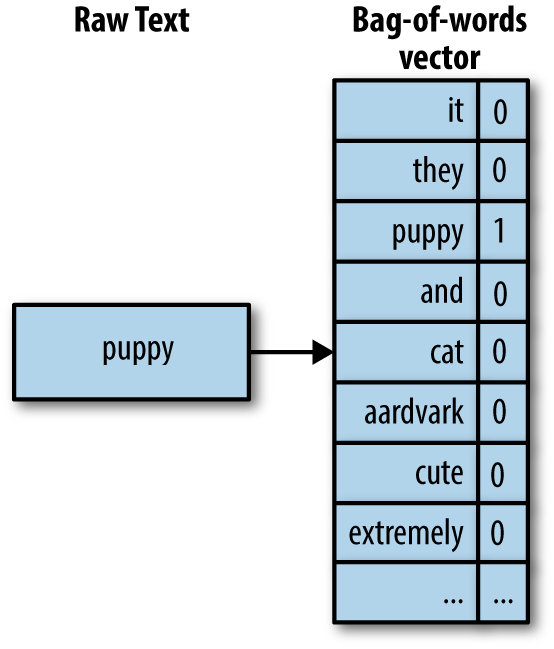 Raw Text
Bag-of-words
vector
it 0
they 0
puppy 1
and 0
puppy
cat 0
aardvark 0
cute 0
extremely 0
... ...